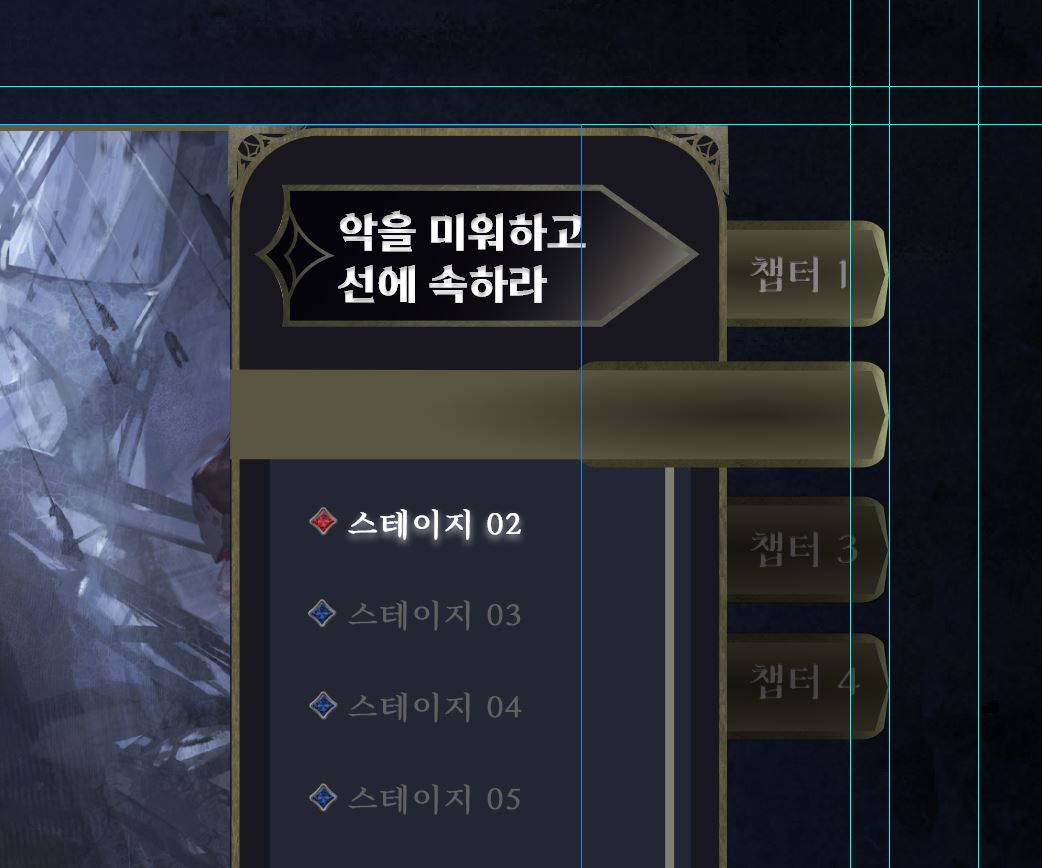 악을 미워하고
선에 속하라
챕터 1
스테이지 02
스테이지 03
스테이지 04
스테이지 05
챕터 3
챕터 4